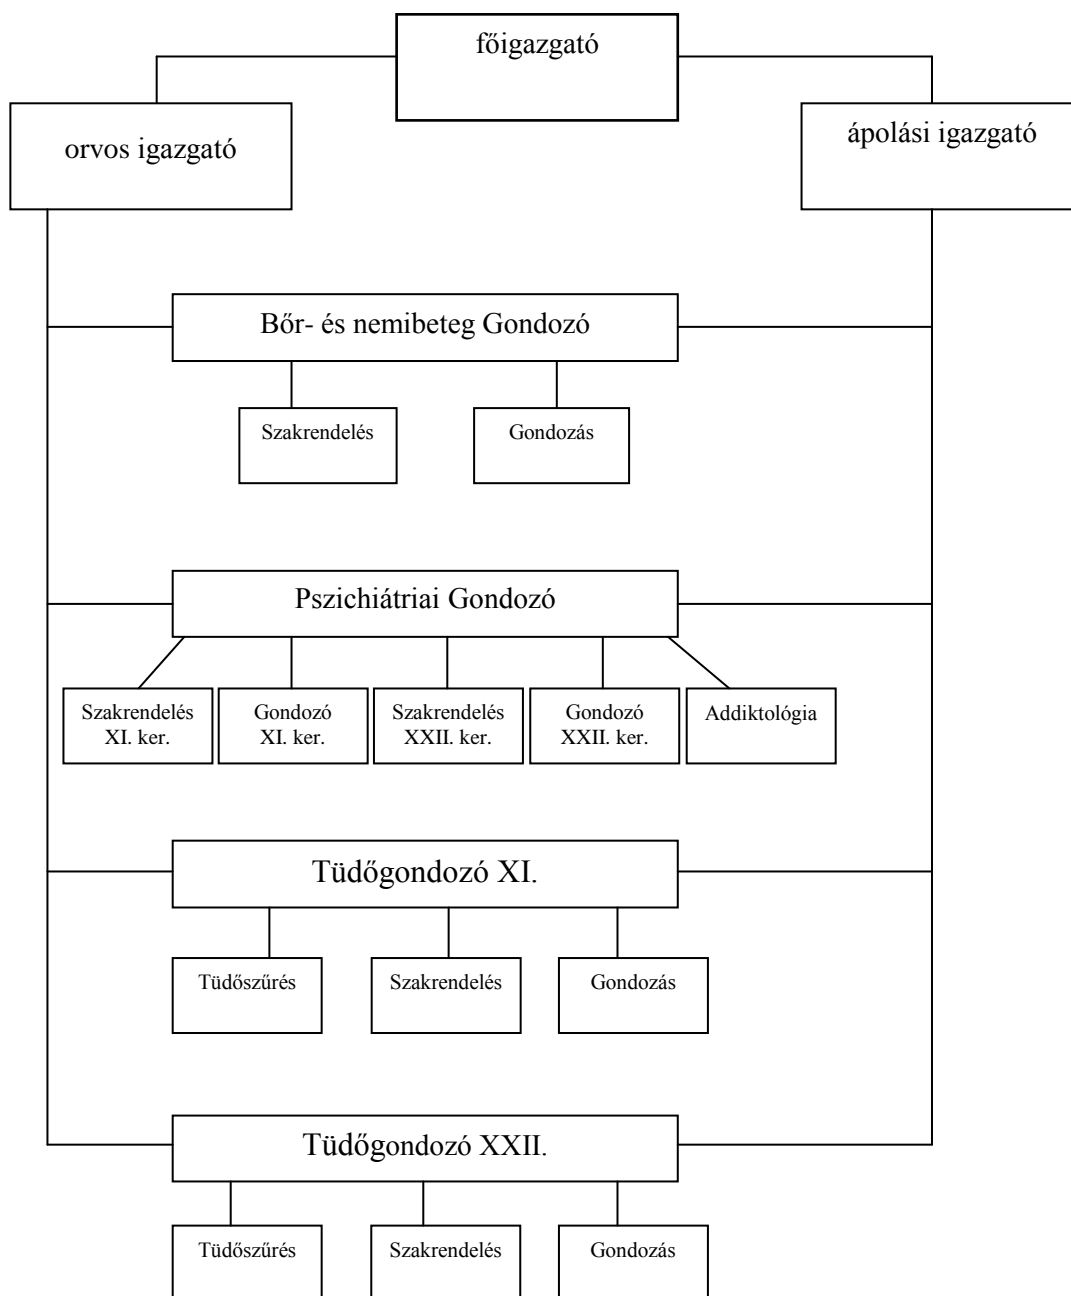 főigazgató
orvos igazgató
ápolási igazgató
Bőr- és nemibeteg Gondozó
Szakrendelés
Gondozás
Pszichiátriai Gondozó
Szakrendelés
XI. ker.
Gondozó
XI. ker.
Szakrendelés
XXII. ker.
Gondozó
XXII. ker.
Addiktológia
Tüdőgondozó XI.
Tüdőszűrés
Szakrendelés
Gondozás
Tüdőgondozó XXII.
Tüdőszűrés
Szakrendelés
Gondozás